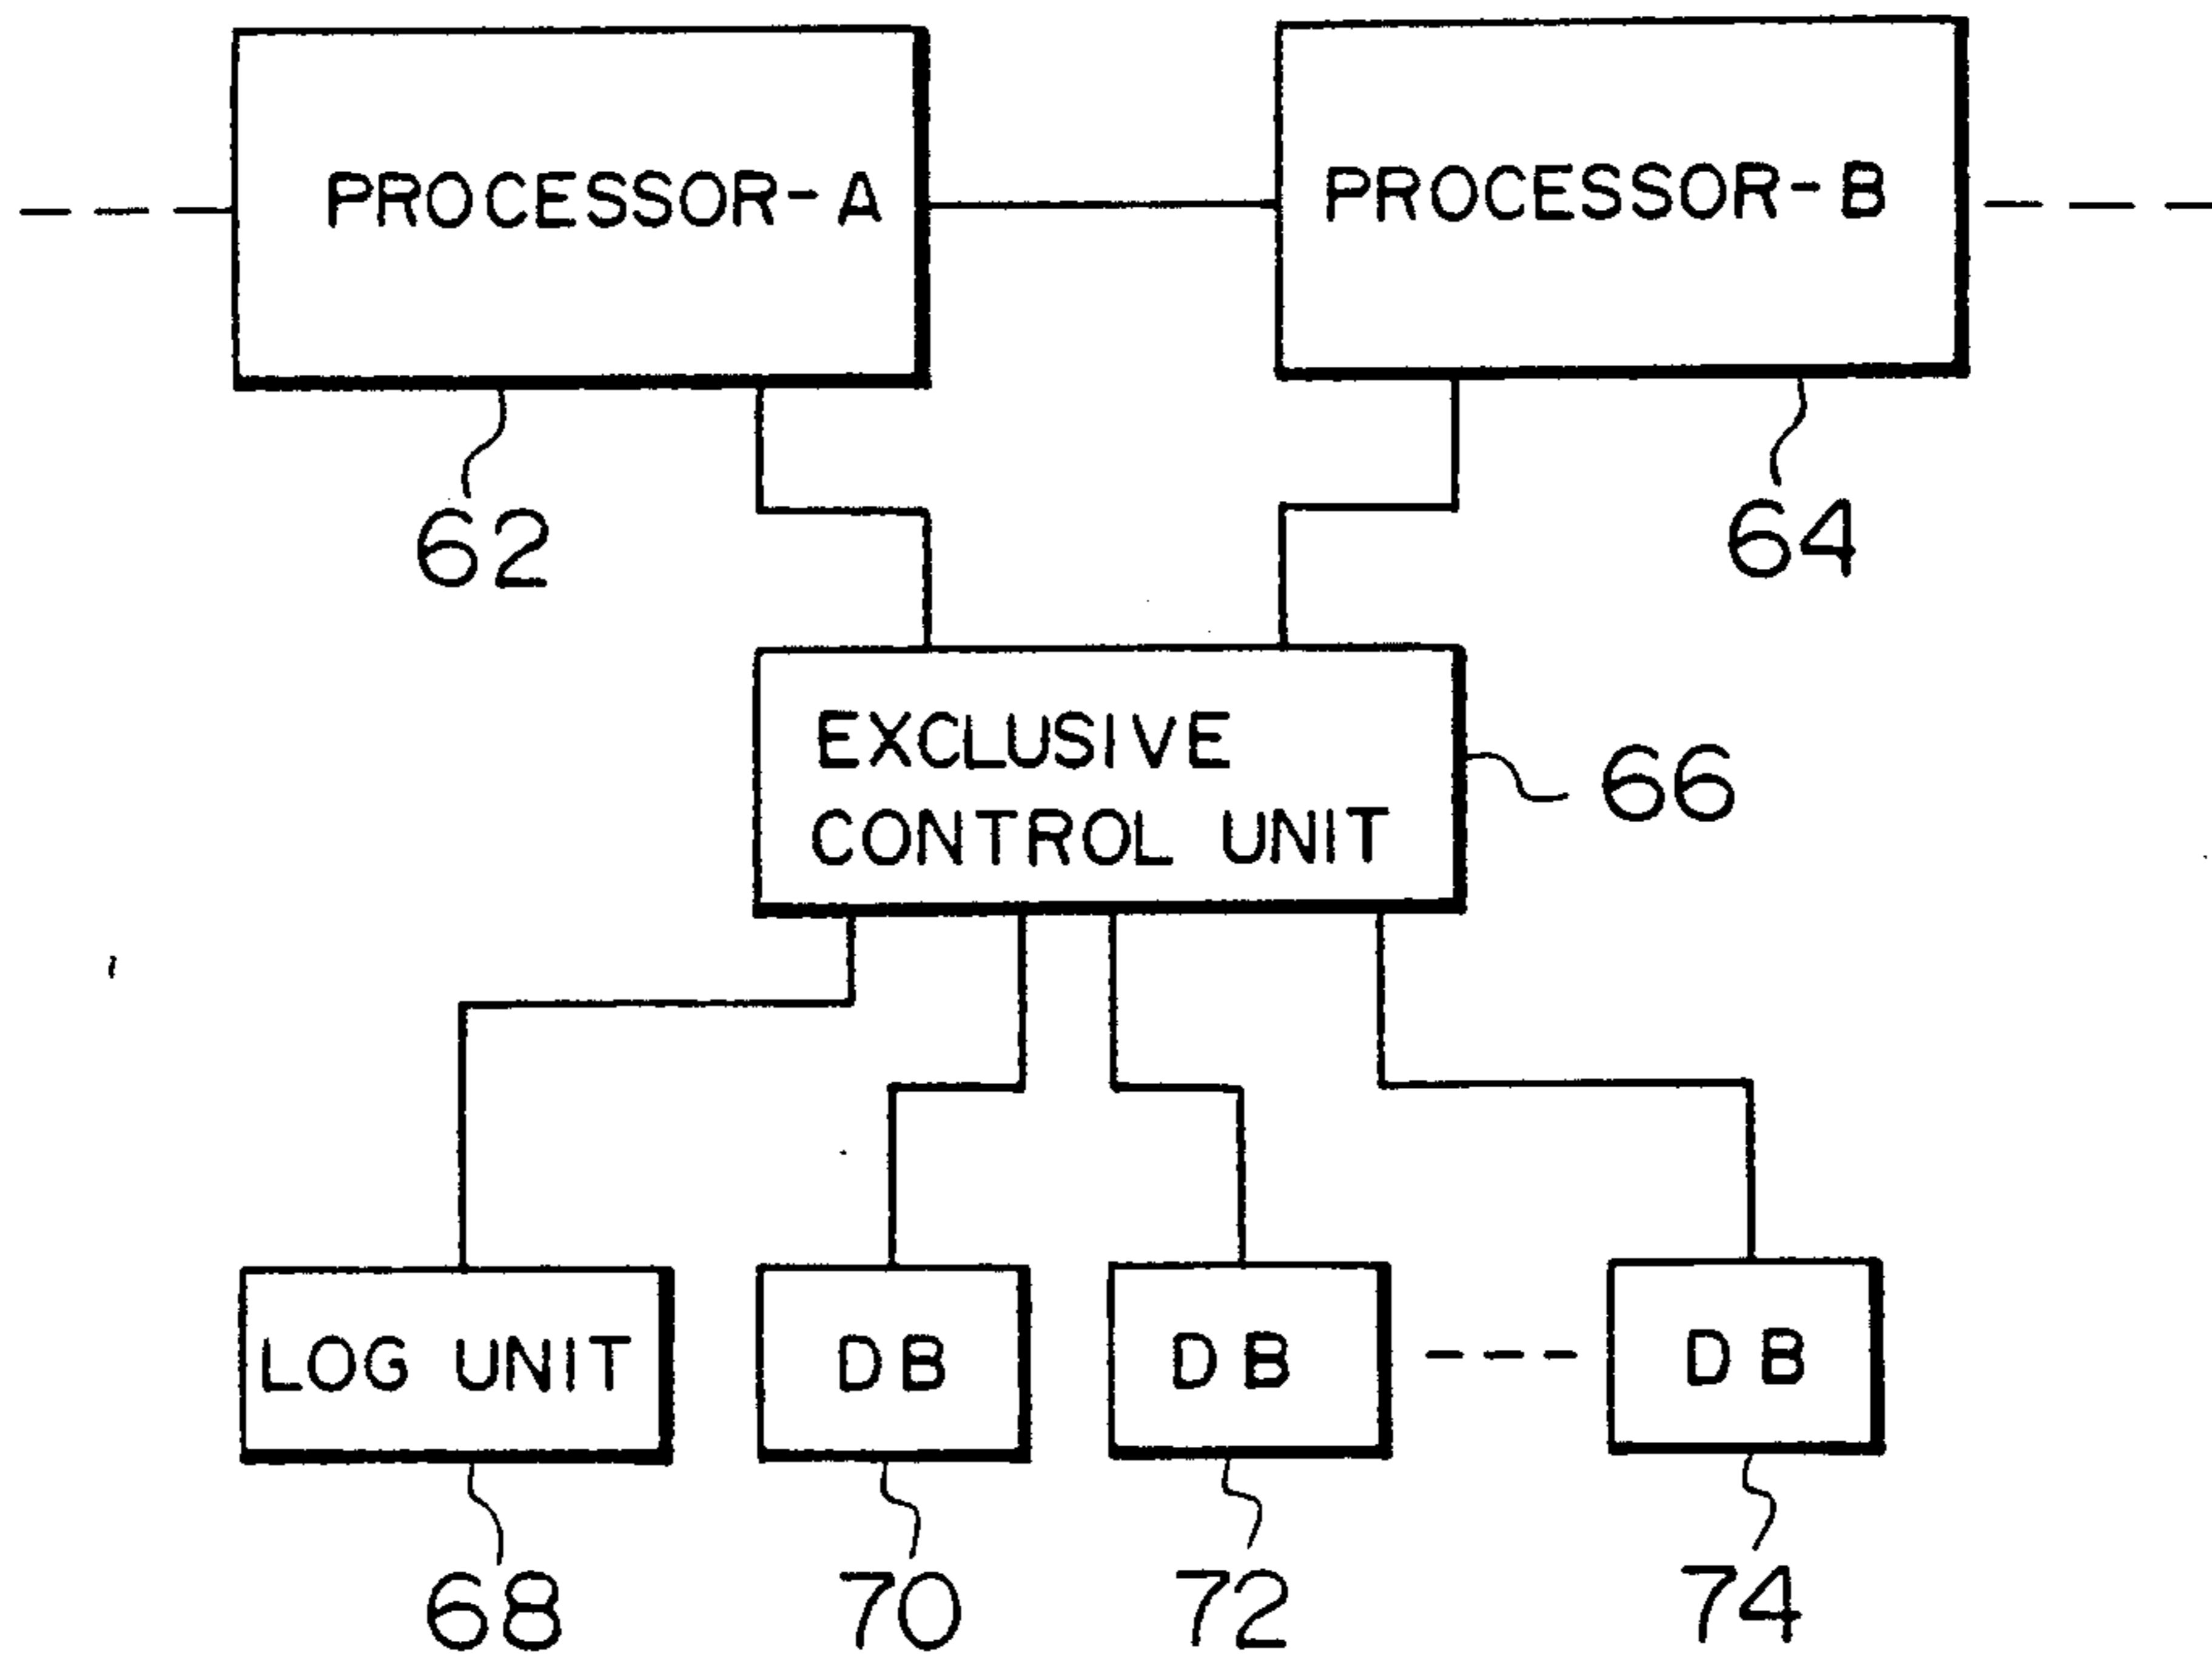 PROCESSOR-A
PROCESSOR-B
62
64
EXCLUSIVE
CONTROL UNIT
66
LOG UNIT
DB
DB
DB
68
70
72
74